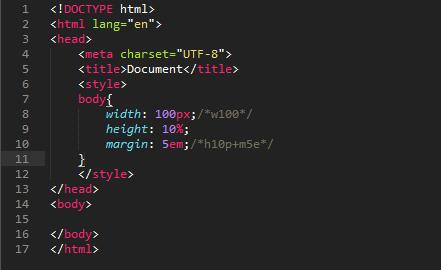 1 <!DOCTYPE html>
2 <html lang="en">
3 <head>
4 <meta charset="UTF-8">
5 <title>Document</title>
6 <style>
7 body{
8 width: 100px;/*w100*/
9 height: 10%;
10 margin: 5em;/*h10p+m5e*/
11 }
12 </style>
13 </head>
14 <body>
15
16 </body>
17 </html>